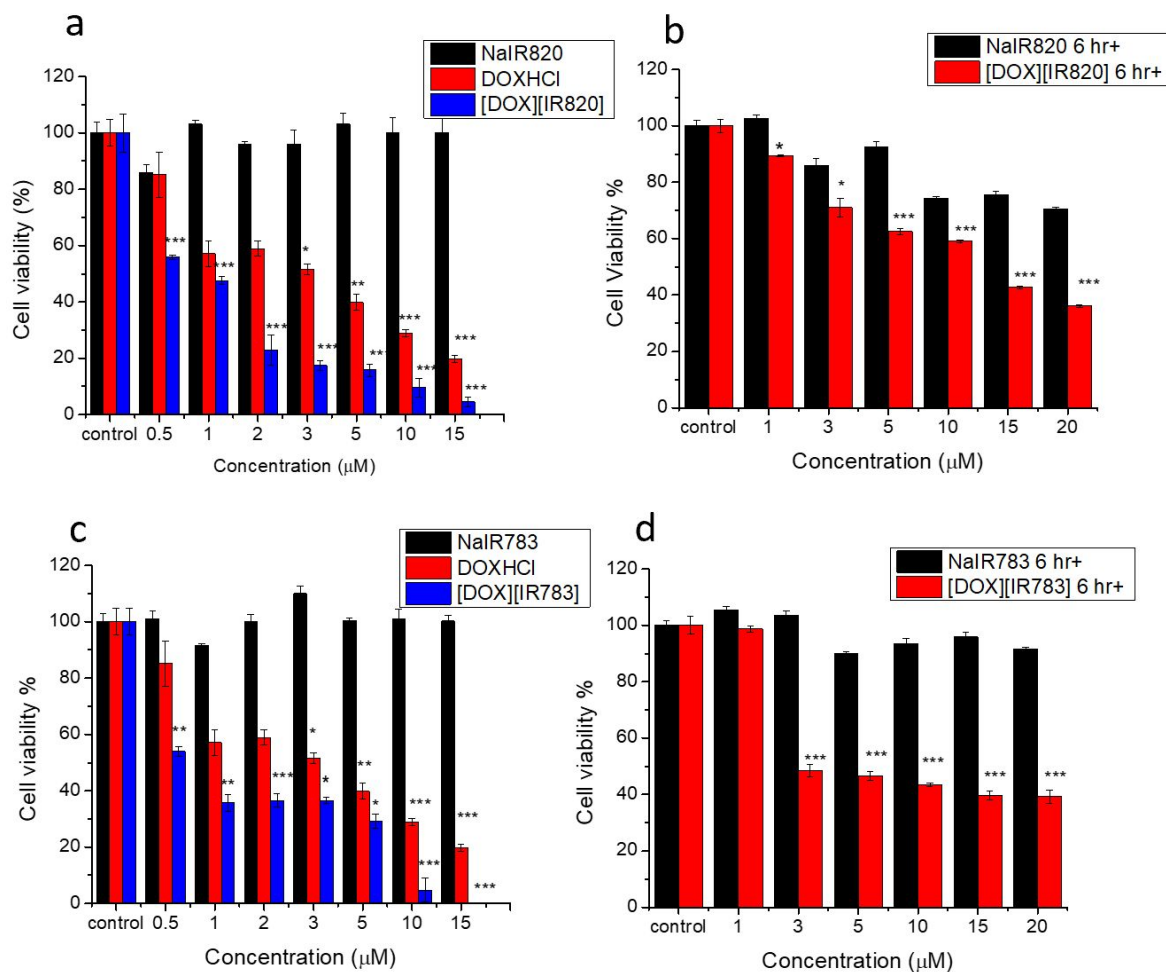 a
NaIR820
DOXHCl
[DOX][IR820]
120
100
80
60
40
20
0
Cell viability (%)
***
***
***
*
***
**
***
***
***
***
***
control 0.5 1 2 3 5 10 15
Concentration (μM)
b
NaIR820 6 hr+
[DOX][IR820] 6 hr+
120
100
80
60
40
20
0
Cell Viability %
*
*
***
***
***
***
control 1 3 5 10 15 20
Concentration (μM)
c
NaIR783
DOXHCl
[DOX][IR783]
120
100
80
60
40
20
0
Cell viability %
**
**
***
*
*
**
*
***
***
***
***
control 0.5 1 2 3 5 10 15
Concentration (μM)
d
NaIR783 6 hr+
[DOX][IR783] 6 hr+
120
100
80
60
40
20
0
Cell viability %
***
***
***
***
***
control 1 3 5 10 15 20
Concentration (μM)